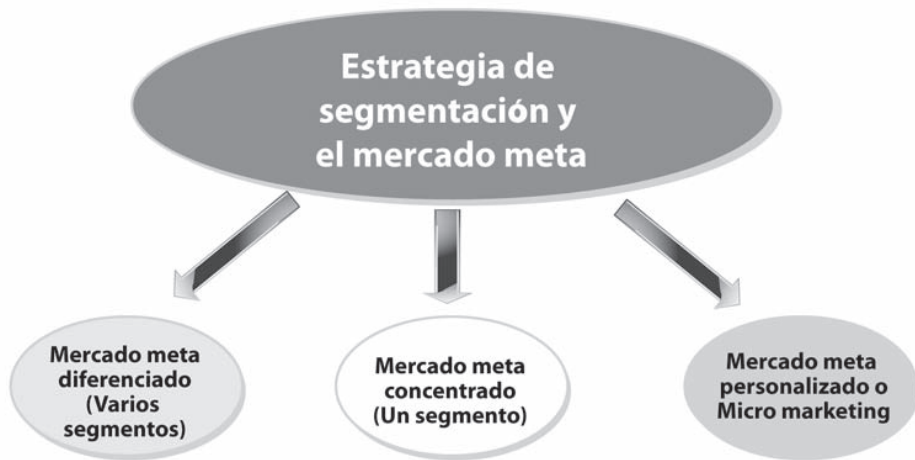 Estrategia de
segmentación y
el mercado meta
Mercado meta
diferenciado
(Varios
segmentos)
Mercado meta
concentrado
(Un segmento)
Mercado meta
personalizado o
Micro marketing